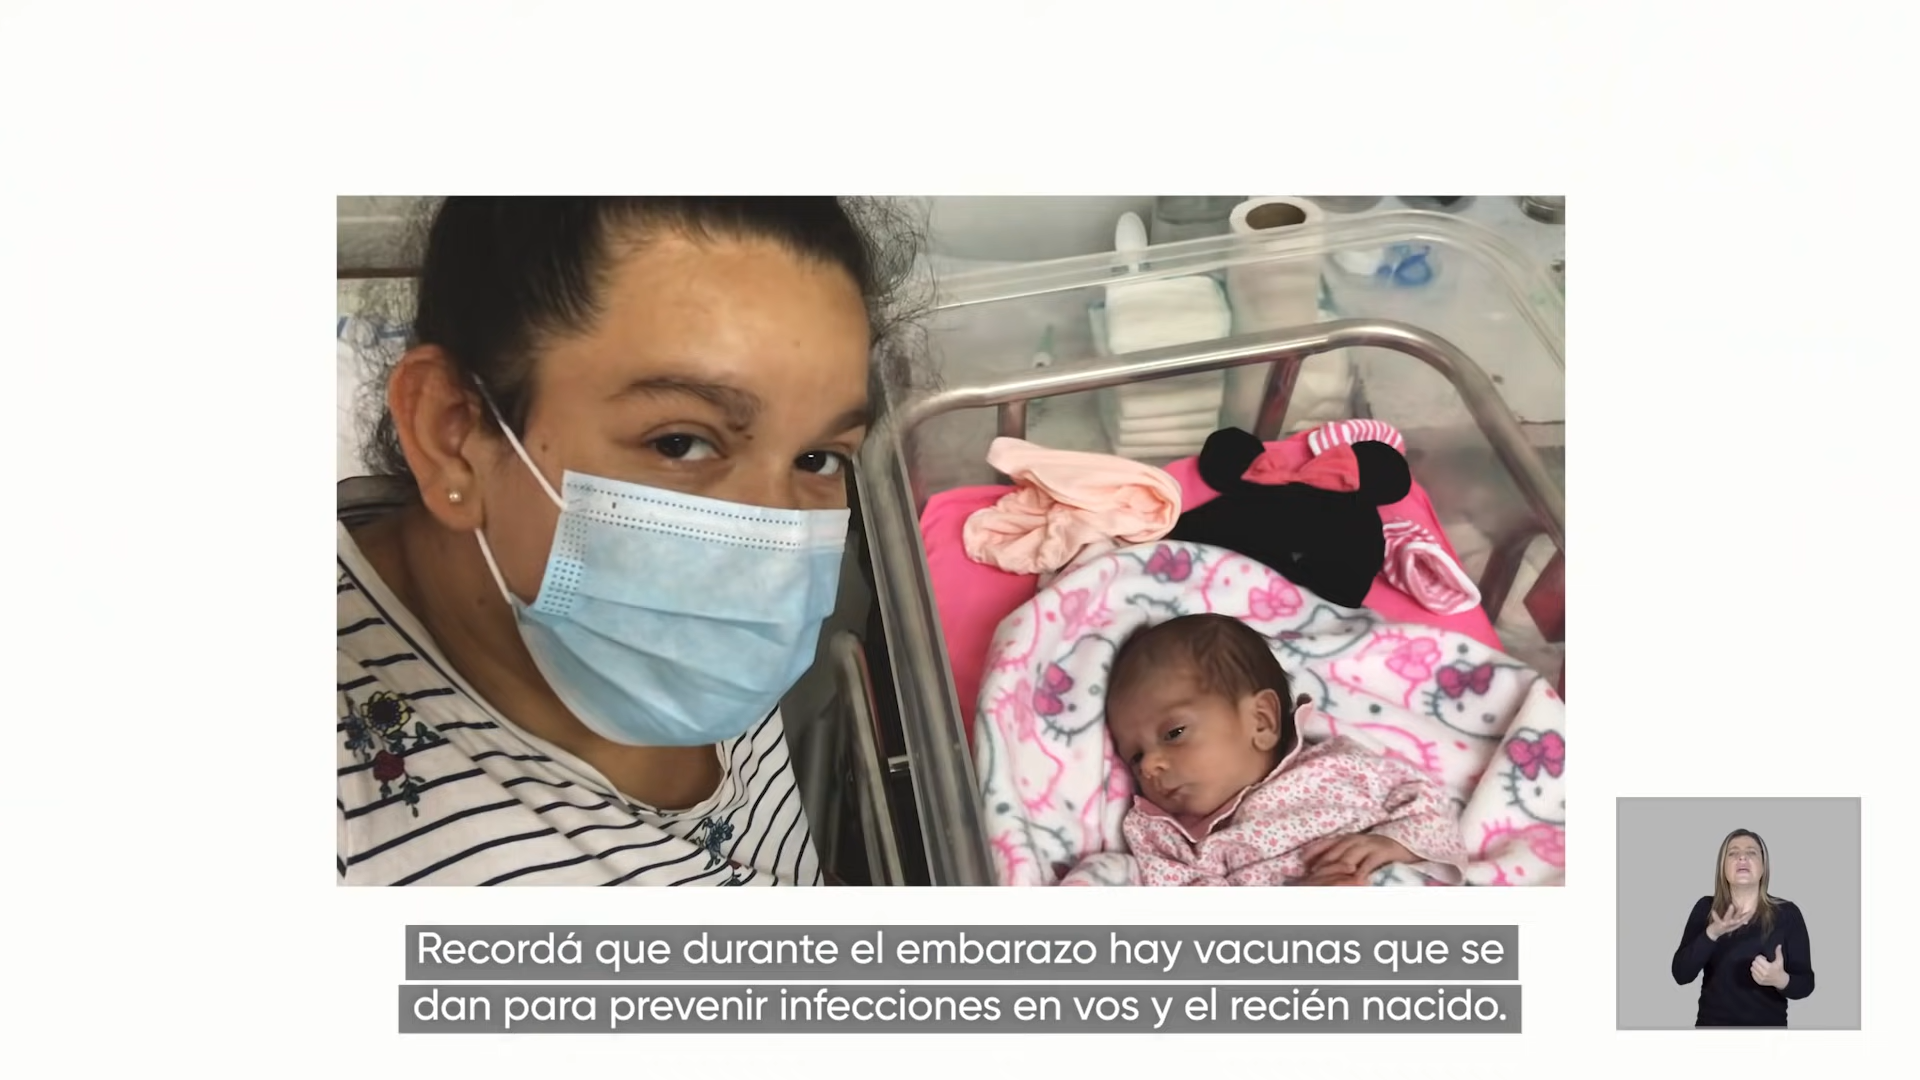 Recordá que durante el embarazo hay vacunas que se
dan para prevenir infecciones en vos y el recién nacido.